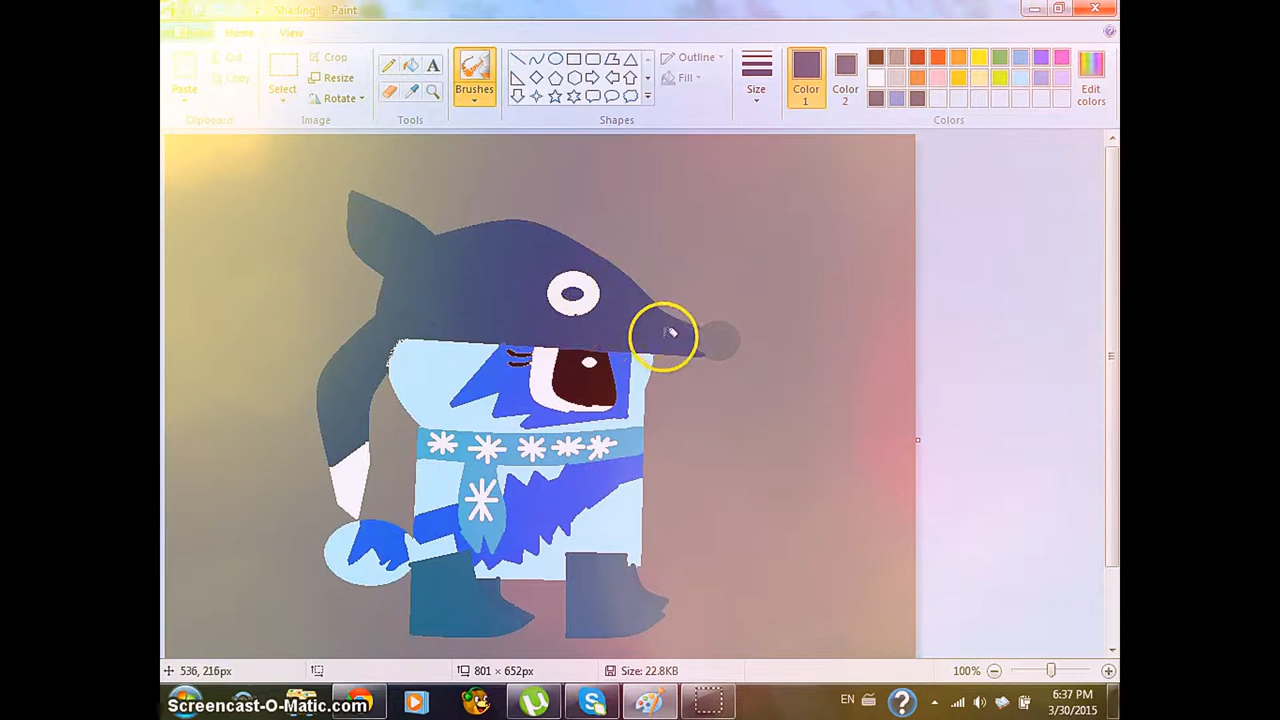 Shading!! - Paint
Home View
Paste
Cut
Copy
Clipboard
Select
Crop
Resize
Rotate
Image
A
Tools
Brushes
Shapes
Outline
Fill
Size
Color 1
Color 2
Edit colors
Colors
536, 216px
801 × 652px
Size: 22.8KB
100%
EN
6:37 PM
3/30/2015
Screencast-O-Matic.com